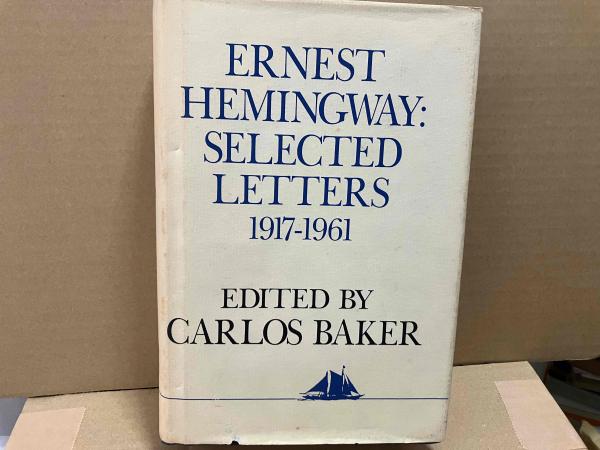 ERNEST
HEMINGWAY:
SELECTED
LETTERS
1917-1961
EDITED BY
CARLOS BAKER